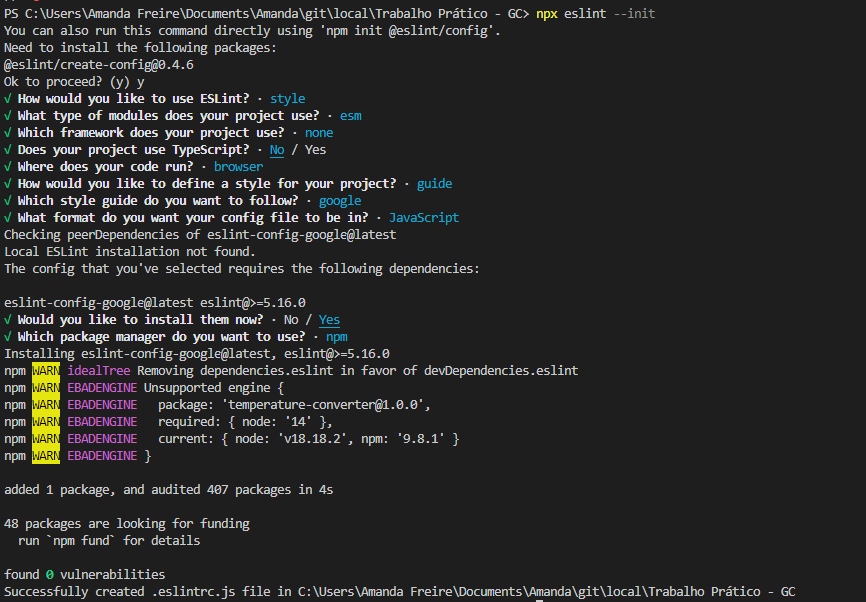 PS C:\Users\Amanda Freire\Documents\Amanda\git\local\Trabalho Prático - GC> npx eslint --init
You can also run this command directly using 'npm init @eslint/config'.
Need to install the following packages:
@eslint/create-config@0.4.6
Ok to proceed? (y) y
√ How would you like to use ESLint? · style
√ What type of modules does your project use? · esm
√ Which framework does your project use? · none
√ Does your project use TypeScript? · No / Yes
√ Where does your code run? · browser
√ How would you like to define a style for your project? · guide
√ Which style guide do you want to follow? · google
√ What format do you want your config file to be in? · JavaScript
Checking peerDependencies of eslint-config-google@latest
Local ESLint installation not found.
The config that you've selected requires the following dependencies:

eslint-config-google@latest eslint@>=5.16.0
√ Would you like to install them now? · No / Yes
√ Which package manager do you want to use? · npm
Installing eslint-config-google@latest, eslint@>=5.16.0
npm WARN idealTree Removing dependencies.eslint in favor of devDependencies.eslint
npm WARN EBADENGINE Unsupported engine {
npm WARN EBADENGINE   package: 'temperature-converter@1.0.0',
npm WARN EBADENGINE   required: { node: '14' },
npm WARN EBADENGINE   current: { node: 'v18.18.2', npm: '9.8.1' }
npm WARN EBADENGINE }

added 1 package, and audited 407 packages in 4s

48 packages are looking for funding
  run `npm fund` for details

found 0 vulnerabilities
Successfully created .eslintrc.js file in C:\Users\Amanda Freire\Documents\Amanda\git\local\Trabalho Prático - GC